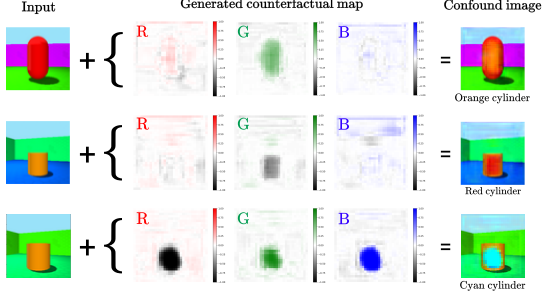 Input
Generated counterfactual map
Confound image
R
G
B
+ {
=
Orange cylinder
R
G
B
+ {
=
Red cylinder
R
G
B
+ {
=
Cyan cylinder